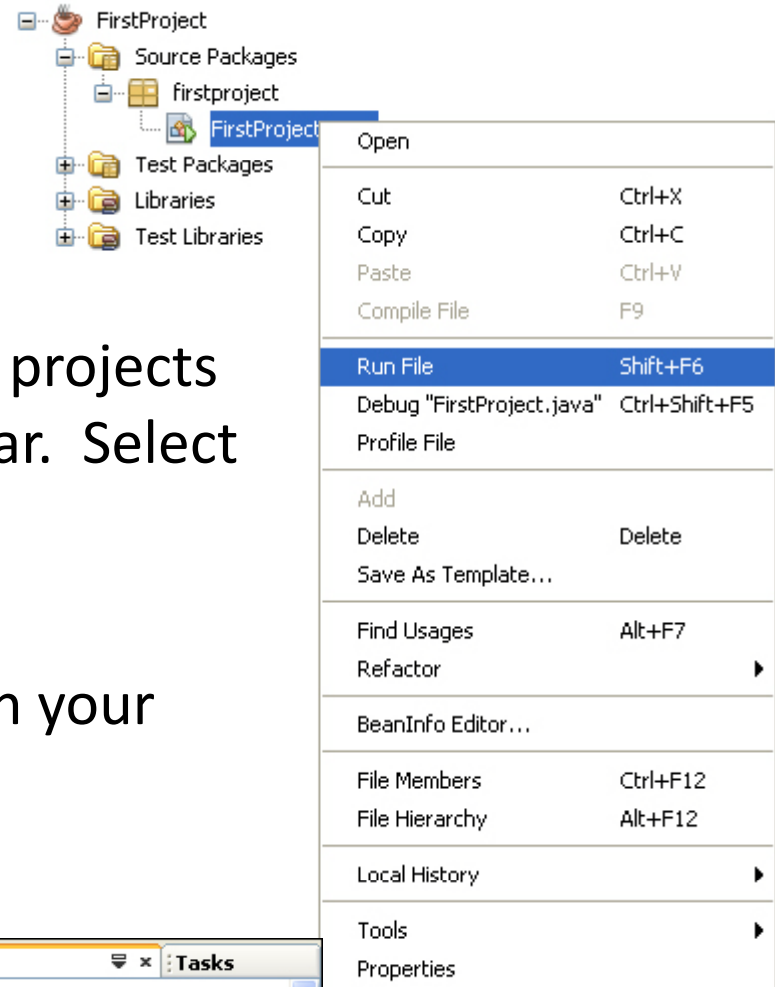 FirstProject
Source Packages
firstproject
FirstProject
Test Packages
Libraries
Test Libraries
projects
ar. Select
n your
Open
Cut Ctrl+X
Copy Ctrl+C
Paste Ctrl+V
Compile File F9
Run File Shift+F6
Debug "FirstProject.java" Ctrl+Shift+F5
Profile File
Add
Delete Delete
Save As Template...
Find Usages Alt+F7
Refactor
BeanInfo Editor...
File Members Ctrl+F12
File Hierarchy Alt+F12
Local History
Tools
Properties
Tasks